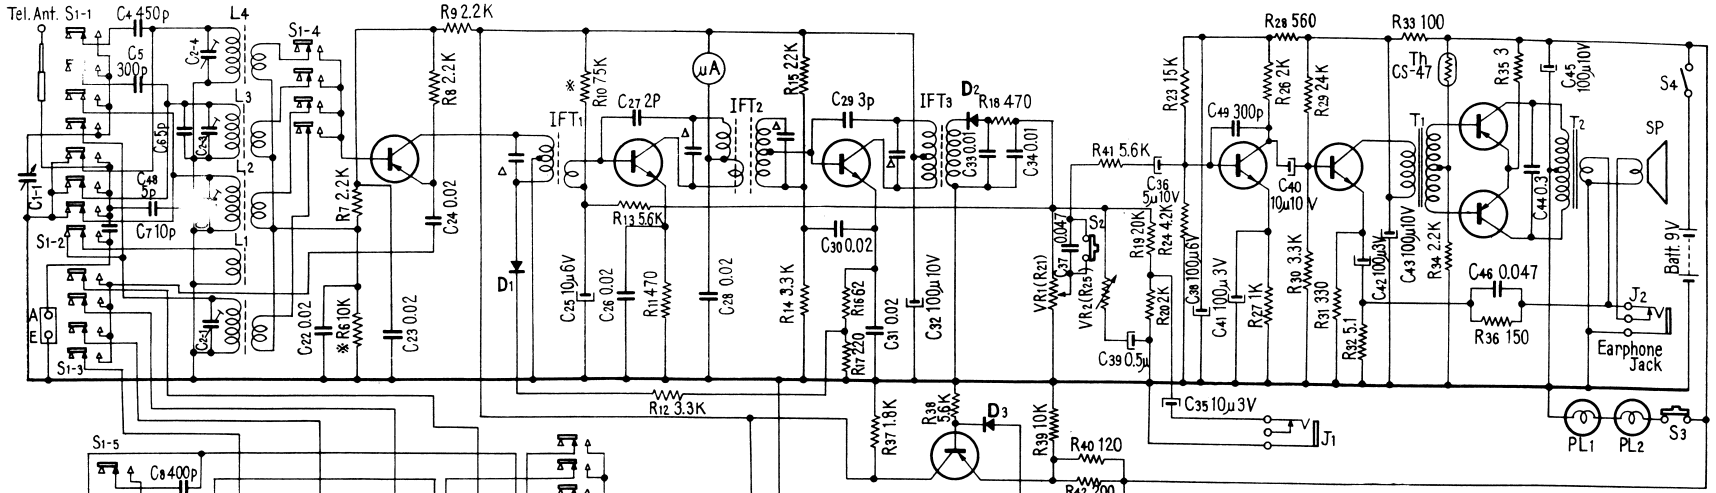 Tel.Ant.
S1-1
C4 450p
L4
S1-4
R9 2.2K
C5
300p
C2-4
R8 2.2K
μA
※
R10 75K
R15 22K
C27 2P
IFT1
IFT2
C29 3p
IFT3
D2
R18 470
C33 0.01
C34 0.01
R23 15K
R28 560
R26 2K
R29 24K
R33 100
Th
CS-47
R35 3
C45
100μ10V
S4
L3
C6 5p
C2-3
L2
C1-1
C48
5p
C7 10p
S1-2
L1
R7 2.2K
C24 0.02
R13 5.6K
C30 0.02
R41 5.6K
C36
5μ10V
C49 300p
C40
10μ10V
T1
T2
SP
C44 0.3
C37 0.047
S2
R19 20K
R24 4.2K
VR1(R21)
VR2(R25)
R20 2K
C38 100μ6V
C41 100μ3V
R27 1K
R30 3.3K
R31 330
C42 100μ3V
C43 100μ10V
R34 2.2K
Batt. 9V
C46 0.047
R36 150
J2
Earphone
Jack
A
E
S1-3
C22 0.02
※R6 10K
C23 0.02
D1
C25 10μ6V
C26 0.02
R11 470
C28 0.02
R14 3.3K
R16 62
R17 220
C31 0.02
C32 100μ10V
C39 0.5μ
R32 5.1
R12 3.3K
R38
5.6K
D3
R37 1.8K
R39 10K
C35 10μ3V
J1
R40 120
R42 200
PL1
PL2
S3
S1-5
C8 400p